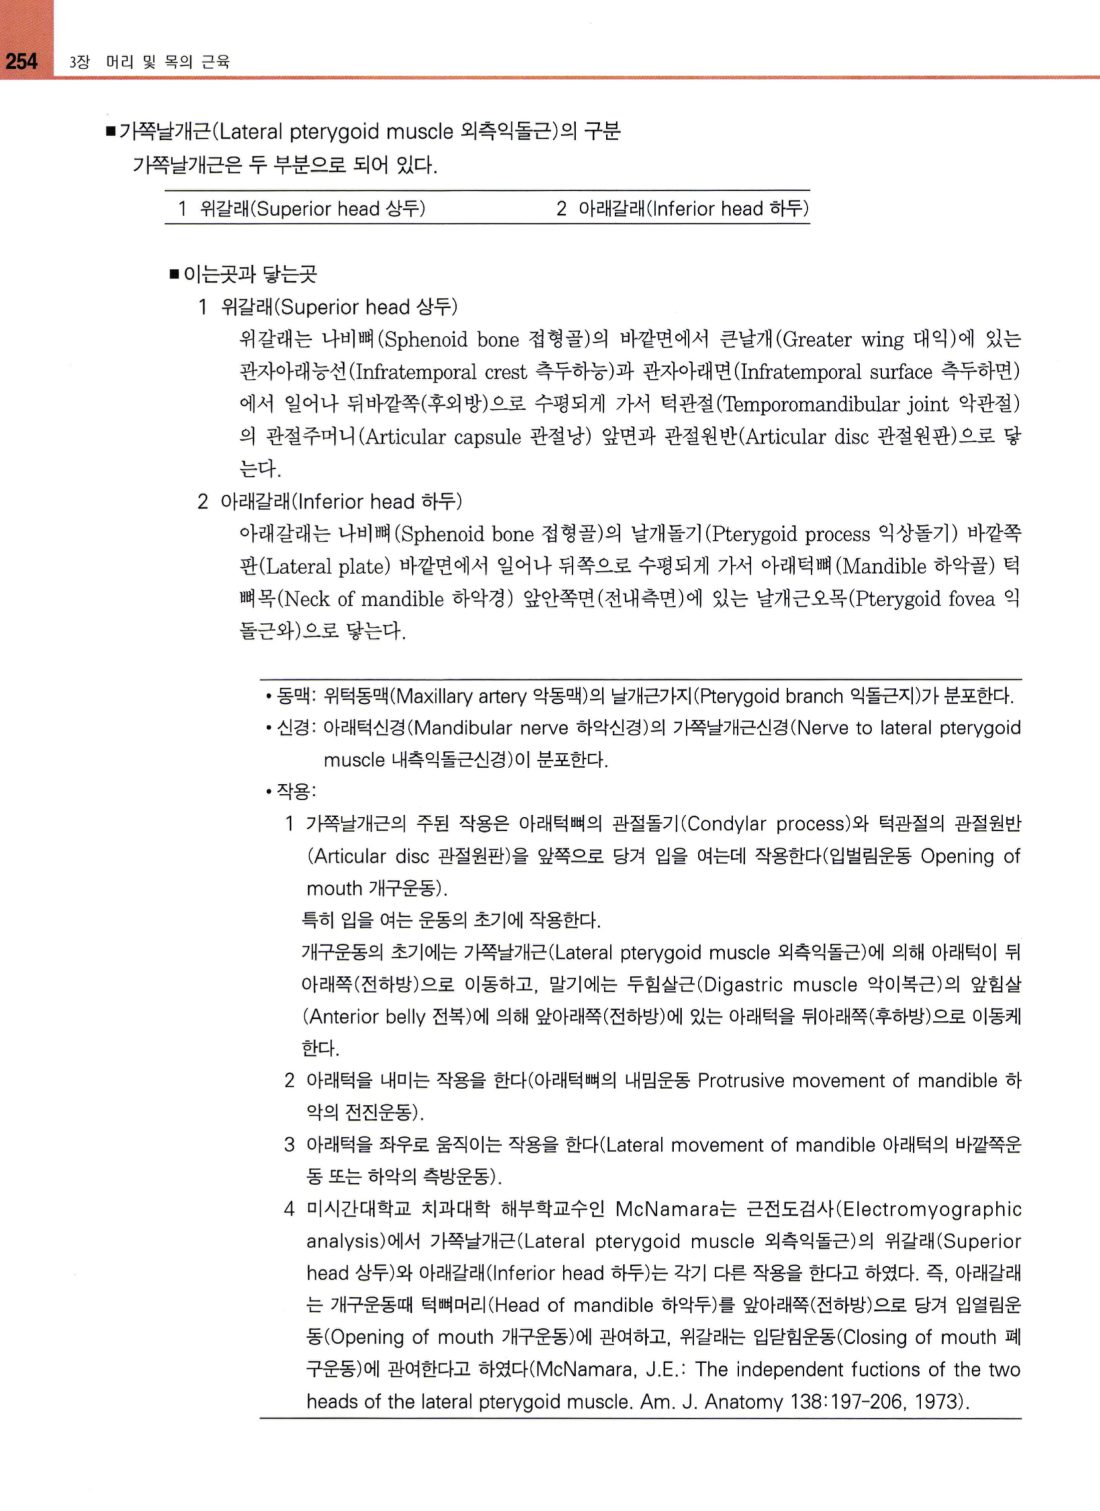 254 3장 머리 및 목의 근육
■ 가쪽날개근(Lateral pterygoid muscle 외측익돌근)의 구분
가쪽날개근은 두 부분으로 되어 있다.
1 위갈래(Superior head 상두) 2 아래갈래(Inferior head 하두)
■ 이는곳과 닿는곳
1 위갈래(Superior head 상두)
위갈래는 나비뼈(Sphenoid bone 접형골)의 바깥면에서 큰날개(Greater wing 대익)에 있는
관자아래능선(Infratemporal crest 측두하능)과 관자아래면(Infratemporal surface 측두하면)
에서 일어나 뒤바깥쪽(후외방)으로 수평되게 가서 턱관절(Temporomandibular joint 악관절)
의 관절주머니(Articular capsule 관절낭) 앞면과 관절원반(Articular disc 관절원판)으로 닿
는다.
2 아래갈래(Inferior head 하두)
아래갈래는 나비뼈(Sphenoid bone 접형골)의 날개돌기(Pterygoid process 익상돌기) 바깥쪽
판(Lateral plate) 바깥면에서 일어나 뒤쪽으로 수평되게 가서 아래턱뼈(Mandible 하악골) 턱
뼈목(Neck of mandible 하악경) 앞안쪽면(전내측면)에 있는 날개근오목(Pterygoid fovea 익
돌근와)으로 닿는다.
• 동맥: 위턱동맥(Maxillary artery 악동맥)의 날개근가지(Pterygoid branch 익돌근지)가 분포한다.
• 신경: 아래턱신경(Mandibular nerve 하악신경)의 가쪽날개근신경(Nerve to lateral pterygoid
muscle 내측익돌근신경)이 분포한다.
• 작용:
1 가쪽날개근의 주된 작용은 아래턱뼈의 관절돌기(Condylar process)와 턱관절의 관절원반
(Articular disc 관절원판)을 앞쪽으로 당겨 입을 여는데 작용한다(입벌림운동 Opening of
mouth 개구운동).
특히 입을 여는 운동의 초기에 작용한다.
개구운동의 초기에는 가쪽날개근(Lateral pterygoid muscle 외측익돌근)에 의해 아래턱이 뒤
아래쪽(전하방)으로 이동하고, 말기에는 두힘살근(Digastric muscle 악이복근)의 앞힘살
(Anterior belly 전복)에 의해 앞아래쪽(전하방)에 있는 아래턱을 뒤아래쪽(후하방)으로 이동케
한다.
2 아래턱을 내미는 작용을 한다(아래턱뼈의 내밈운동 Protrusive movement of mandible 하
악의 전진운동).
3 아래턱을 좌우로 움직이는 작용을 한다(Lateral movement of mandible 아래턱의 바깥쪽운
동 또는 하악의 측방운동).
4 미시간대학교 치과대학 해부학교수인 McNamara는 근전도검사(Electromyographic
analysis)에서 가쪽날개근(Lateral pterygoid muscle 외측익돌근)의 위갈래(Superior
head 상두)와 아래갈래(Inferior head 하두)는 각기 다른 작용을 한다고 하였다. 즉, 아래갈래
는 개구운동때 턱뼈머리(Head of mandible 하악두)를 앞아래쪽(전하방)으로 당겨 입열림운
동(Opening of mouth 개구운동)에 관여하고, 위갈래는 입닫힘운동(Closing of mouth 폐
구운동)에 관여한다고 하였다(McNamara, J.E.: The independent fuctions of the two
heads of the lateral pterygoid muscle. Am. J. Anatomy 138:197-206, 1973).